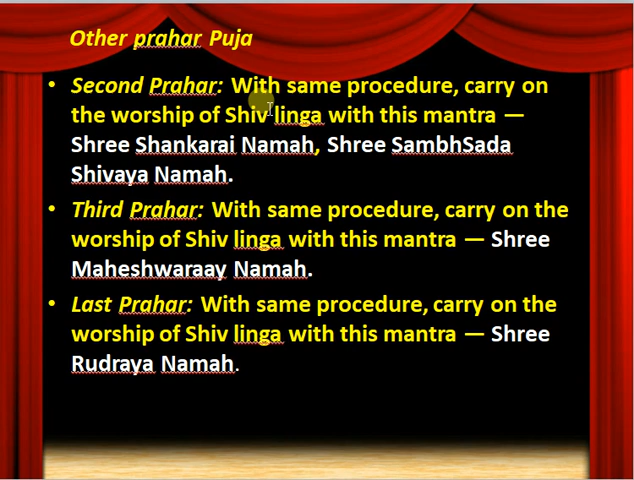 Other prahar Puja
• Second Prahar: With same procedure, carry on
the worship of Shiv linga with this mantra —
Shree Shankarai Namah, Shree SambhSada
Shivaya Namah.
• Third Prahar: With same procedure, carry on the
worship of Shiv linga with this mantra — Shree
Maheshwaraay Namah.
• Last Prahar: With same procedure, carry on the
worship of Shiv linga with this mantra — Shree
Rudraya Namah.